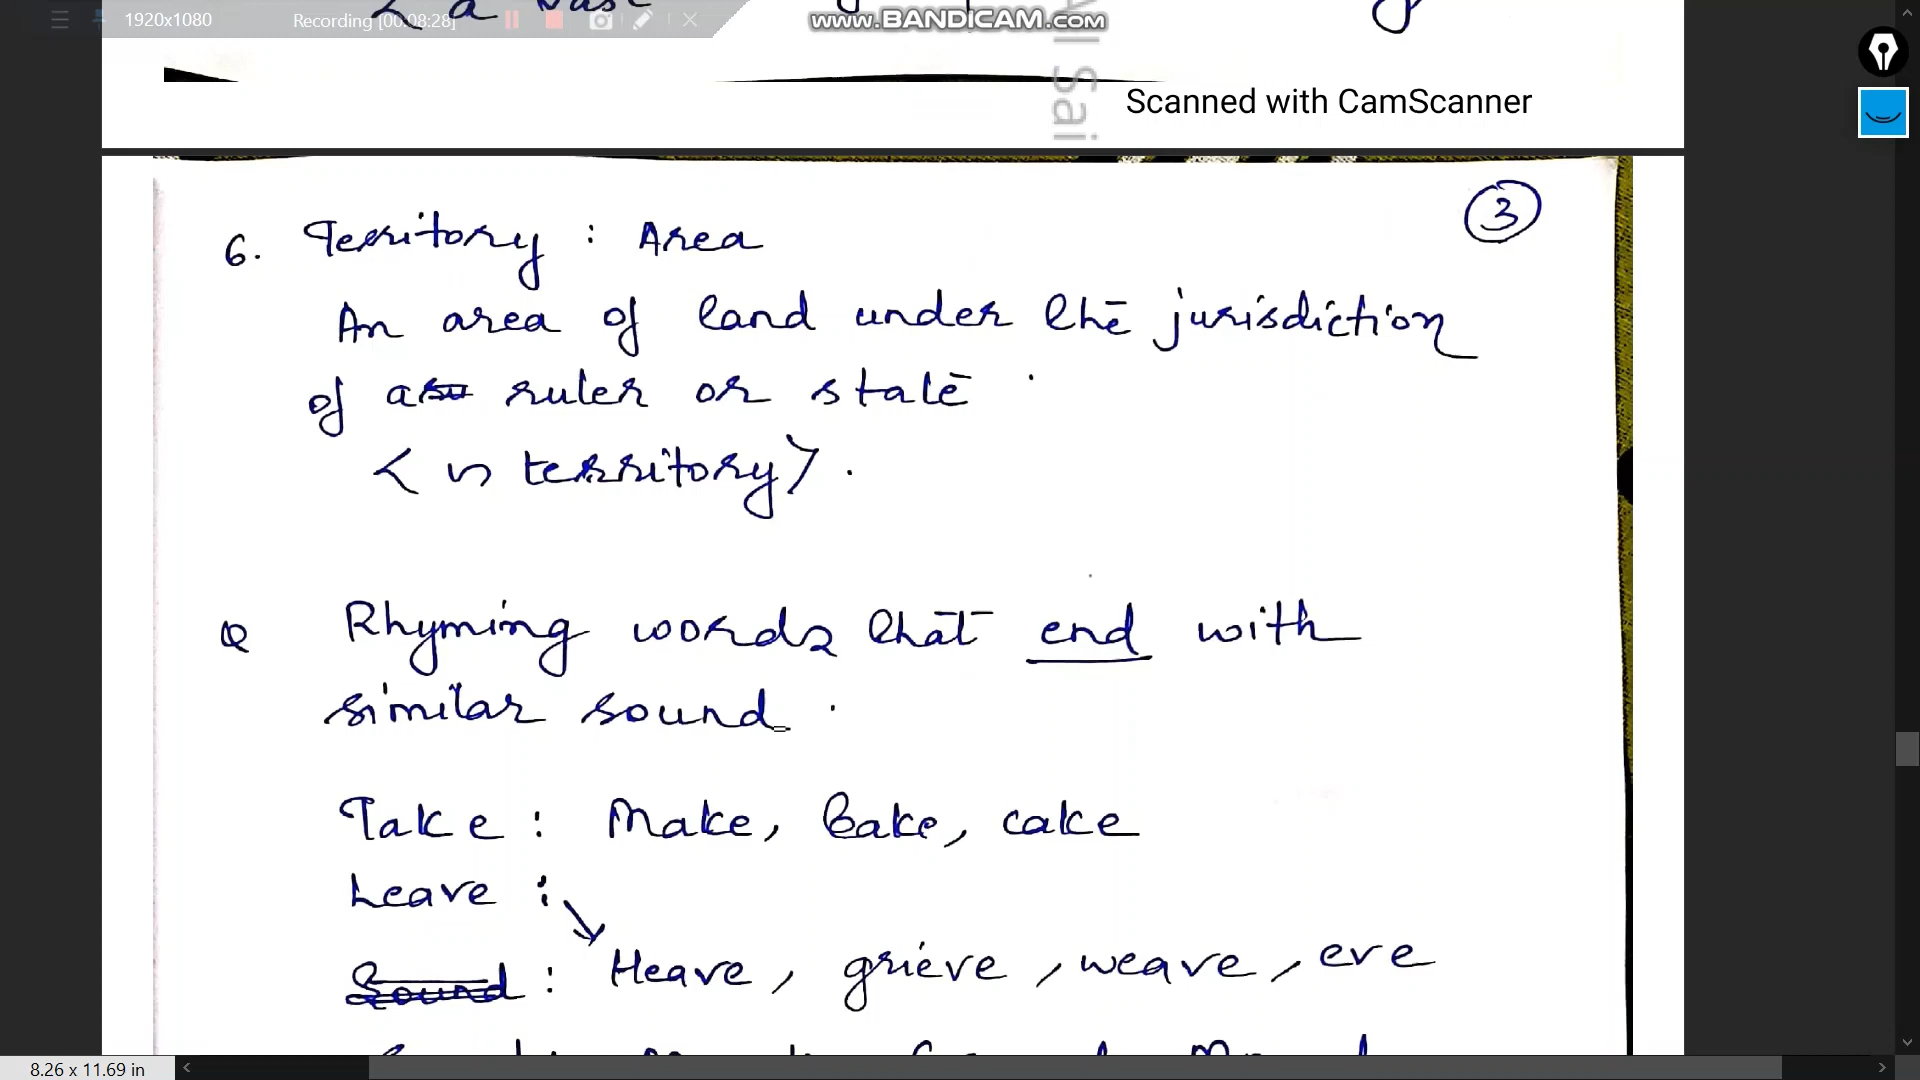 1920x1080
Recording [00:08:28]
www.BANDICAM.com
Scanned with CamScanner
Sai
3
6. Territory : Area
An area of land under the jurisdiction
of a ruler or state .
< in territory > .
Q Rhyming words that end with
similar sound .
Take : Make, Bake, cake
Leave :
Sound : Heave, grieve, weave, eve
8.26 x 11.69 in